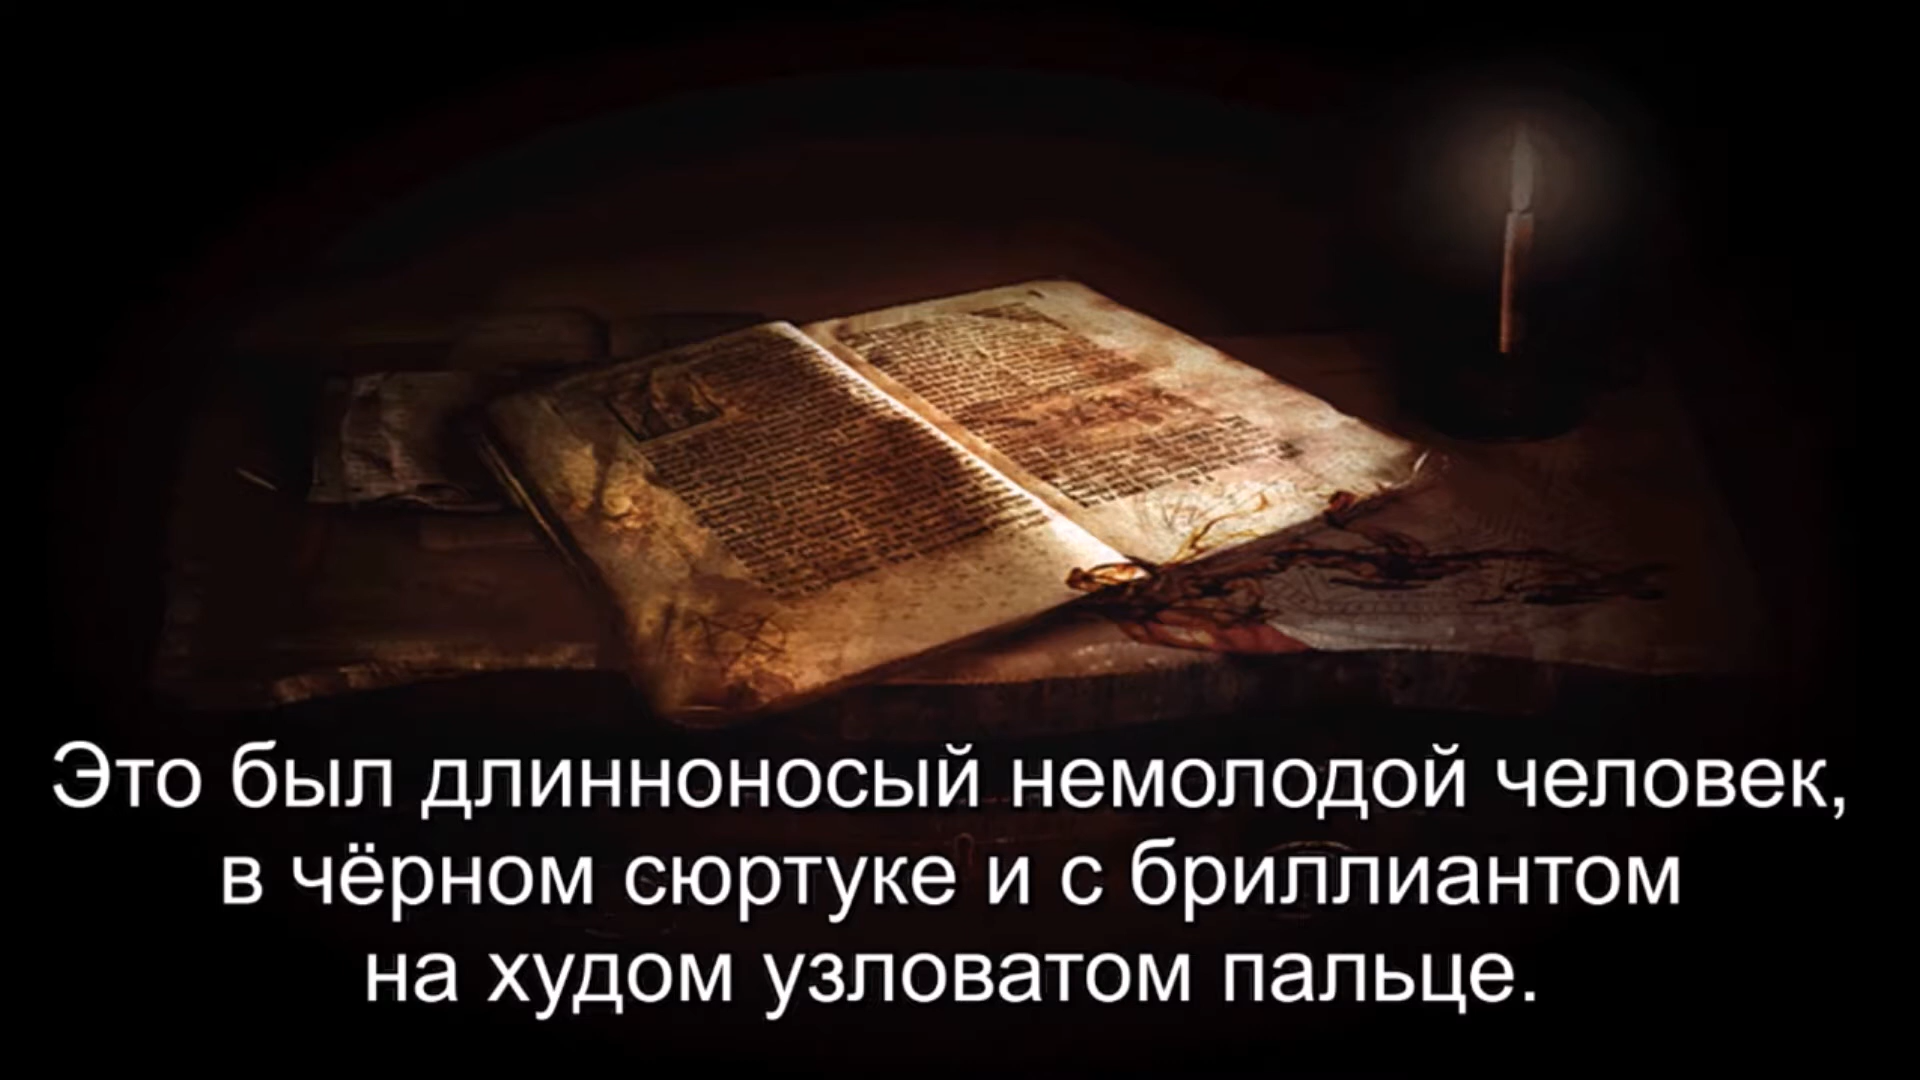 Это был длинноносый немолодой человек,
в чёрном сюртуке и с бриллиантом
на худом узловатом пальце.